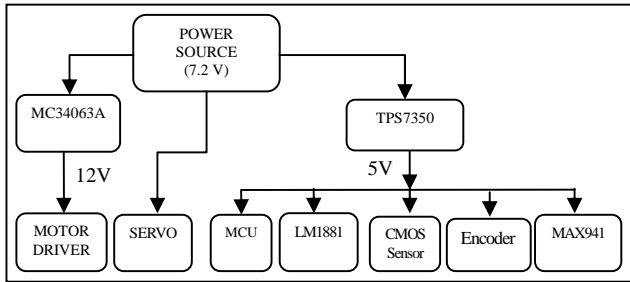 POWER
SOURCE
(7.2 V)
MC34063A
TPS7350
12V
5V
MOTOR
DRIVER
SERVO
MCU
LM1881
CMOS
Sensor
Encoder
MAX941